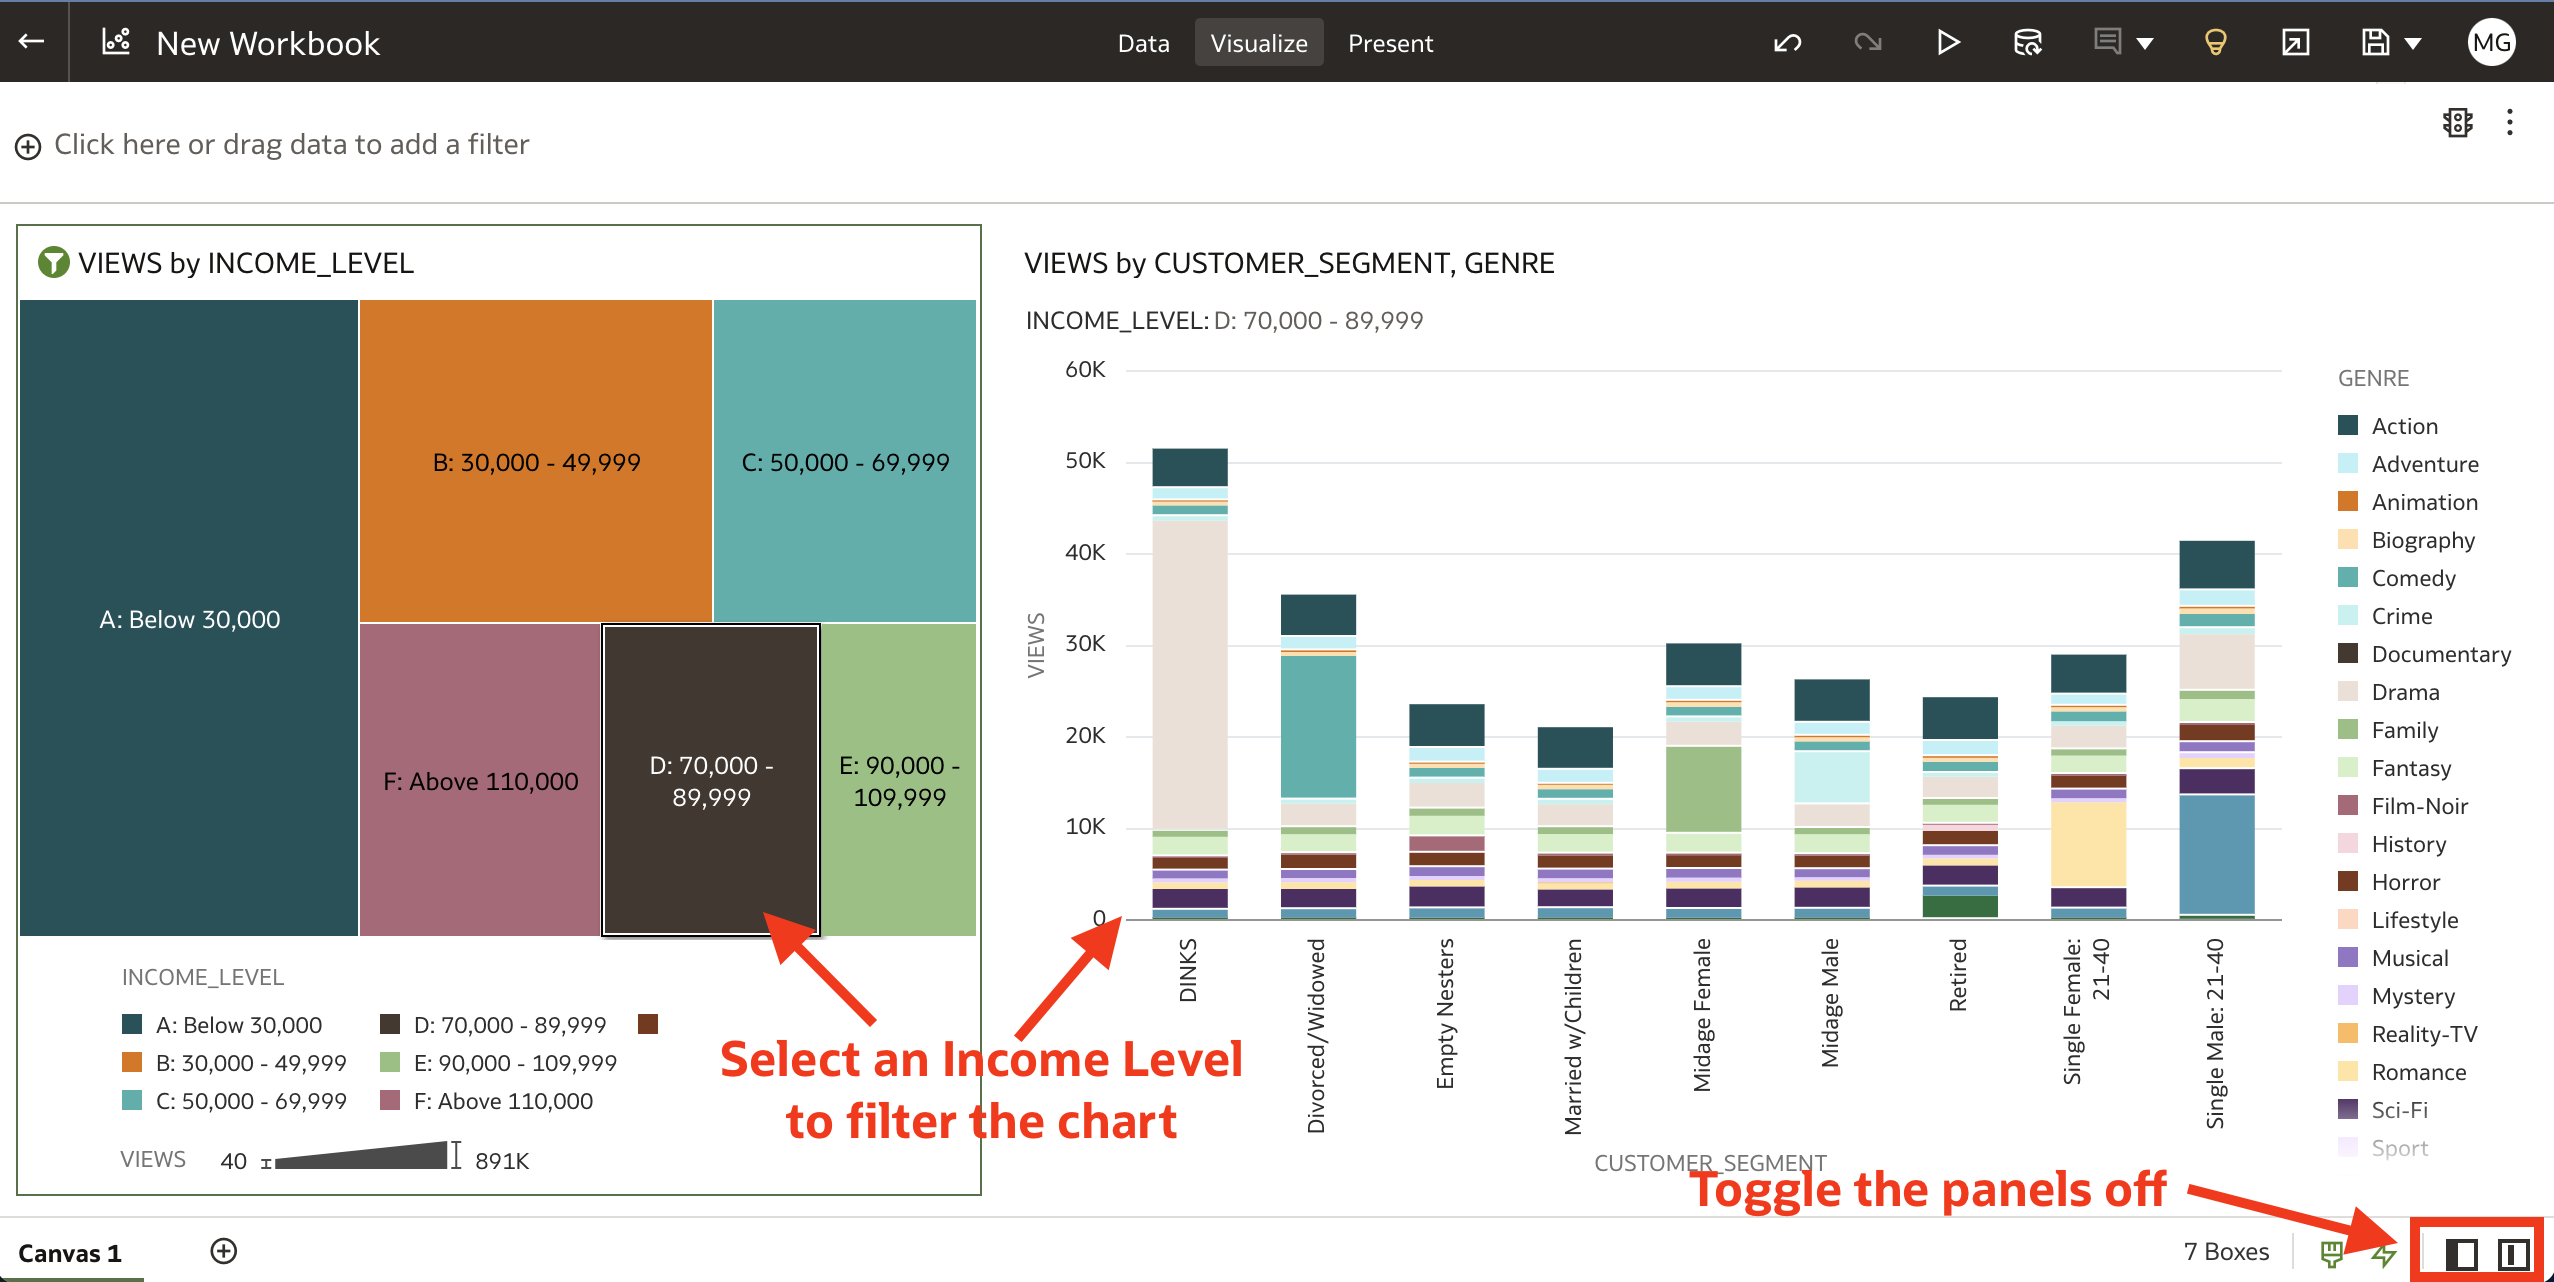 New Workbook
Data
Visualize
Present
MG
Click here or drag data to add a filter
VIEWS by INCOME_LEVEL
A: Below 30,000
B: 30,000 - 49,999
C: 50,000 - 69,999
F: Above 110,000
D: 70,000 -
89,999
E: 90,000 -
109,999
INCOME_LEVEL
A: Below 30,000
D: 70,000 - 89,999
B: 30,000 - 49,999
E: 90,000 - 109,999
C: 50,000 - 69,999
F: Above 110,000
VIEWS
40
891K
VIEWS by CUSTOMER_SEGMENT, GENRE
INCOME_LEVEL: D: 70,000 - 89,999
60K
50K
40K
30K
20K
10K
0
VIEWS
DINKS
Divorced/Widowed
Empty Nesters
Married w/Children
Midage Female
Midage Male
Retired
Single Female:
21-40
Single Male: 21-40
CUSTOMER_SEGMENT
GENRE
Action
Adventure
Animation
Biography
Comedy
Crime
Documentary
Drama
Family
Fantasy
Film-Noir
History
Horror
Lifestyle
Musical
Mystery
Reality-TV
Romance
Sci-Fi
Sport
Select an Income Level
to filter the chart
Toggle the panels off
Canvas 1
7 Boxes